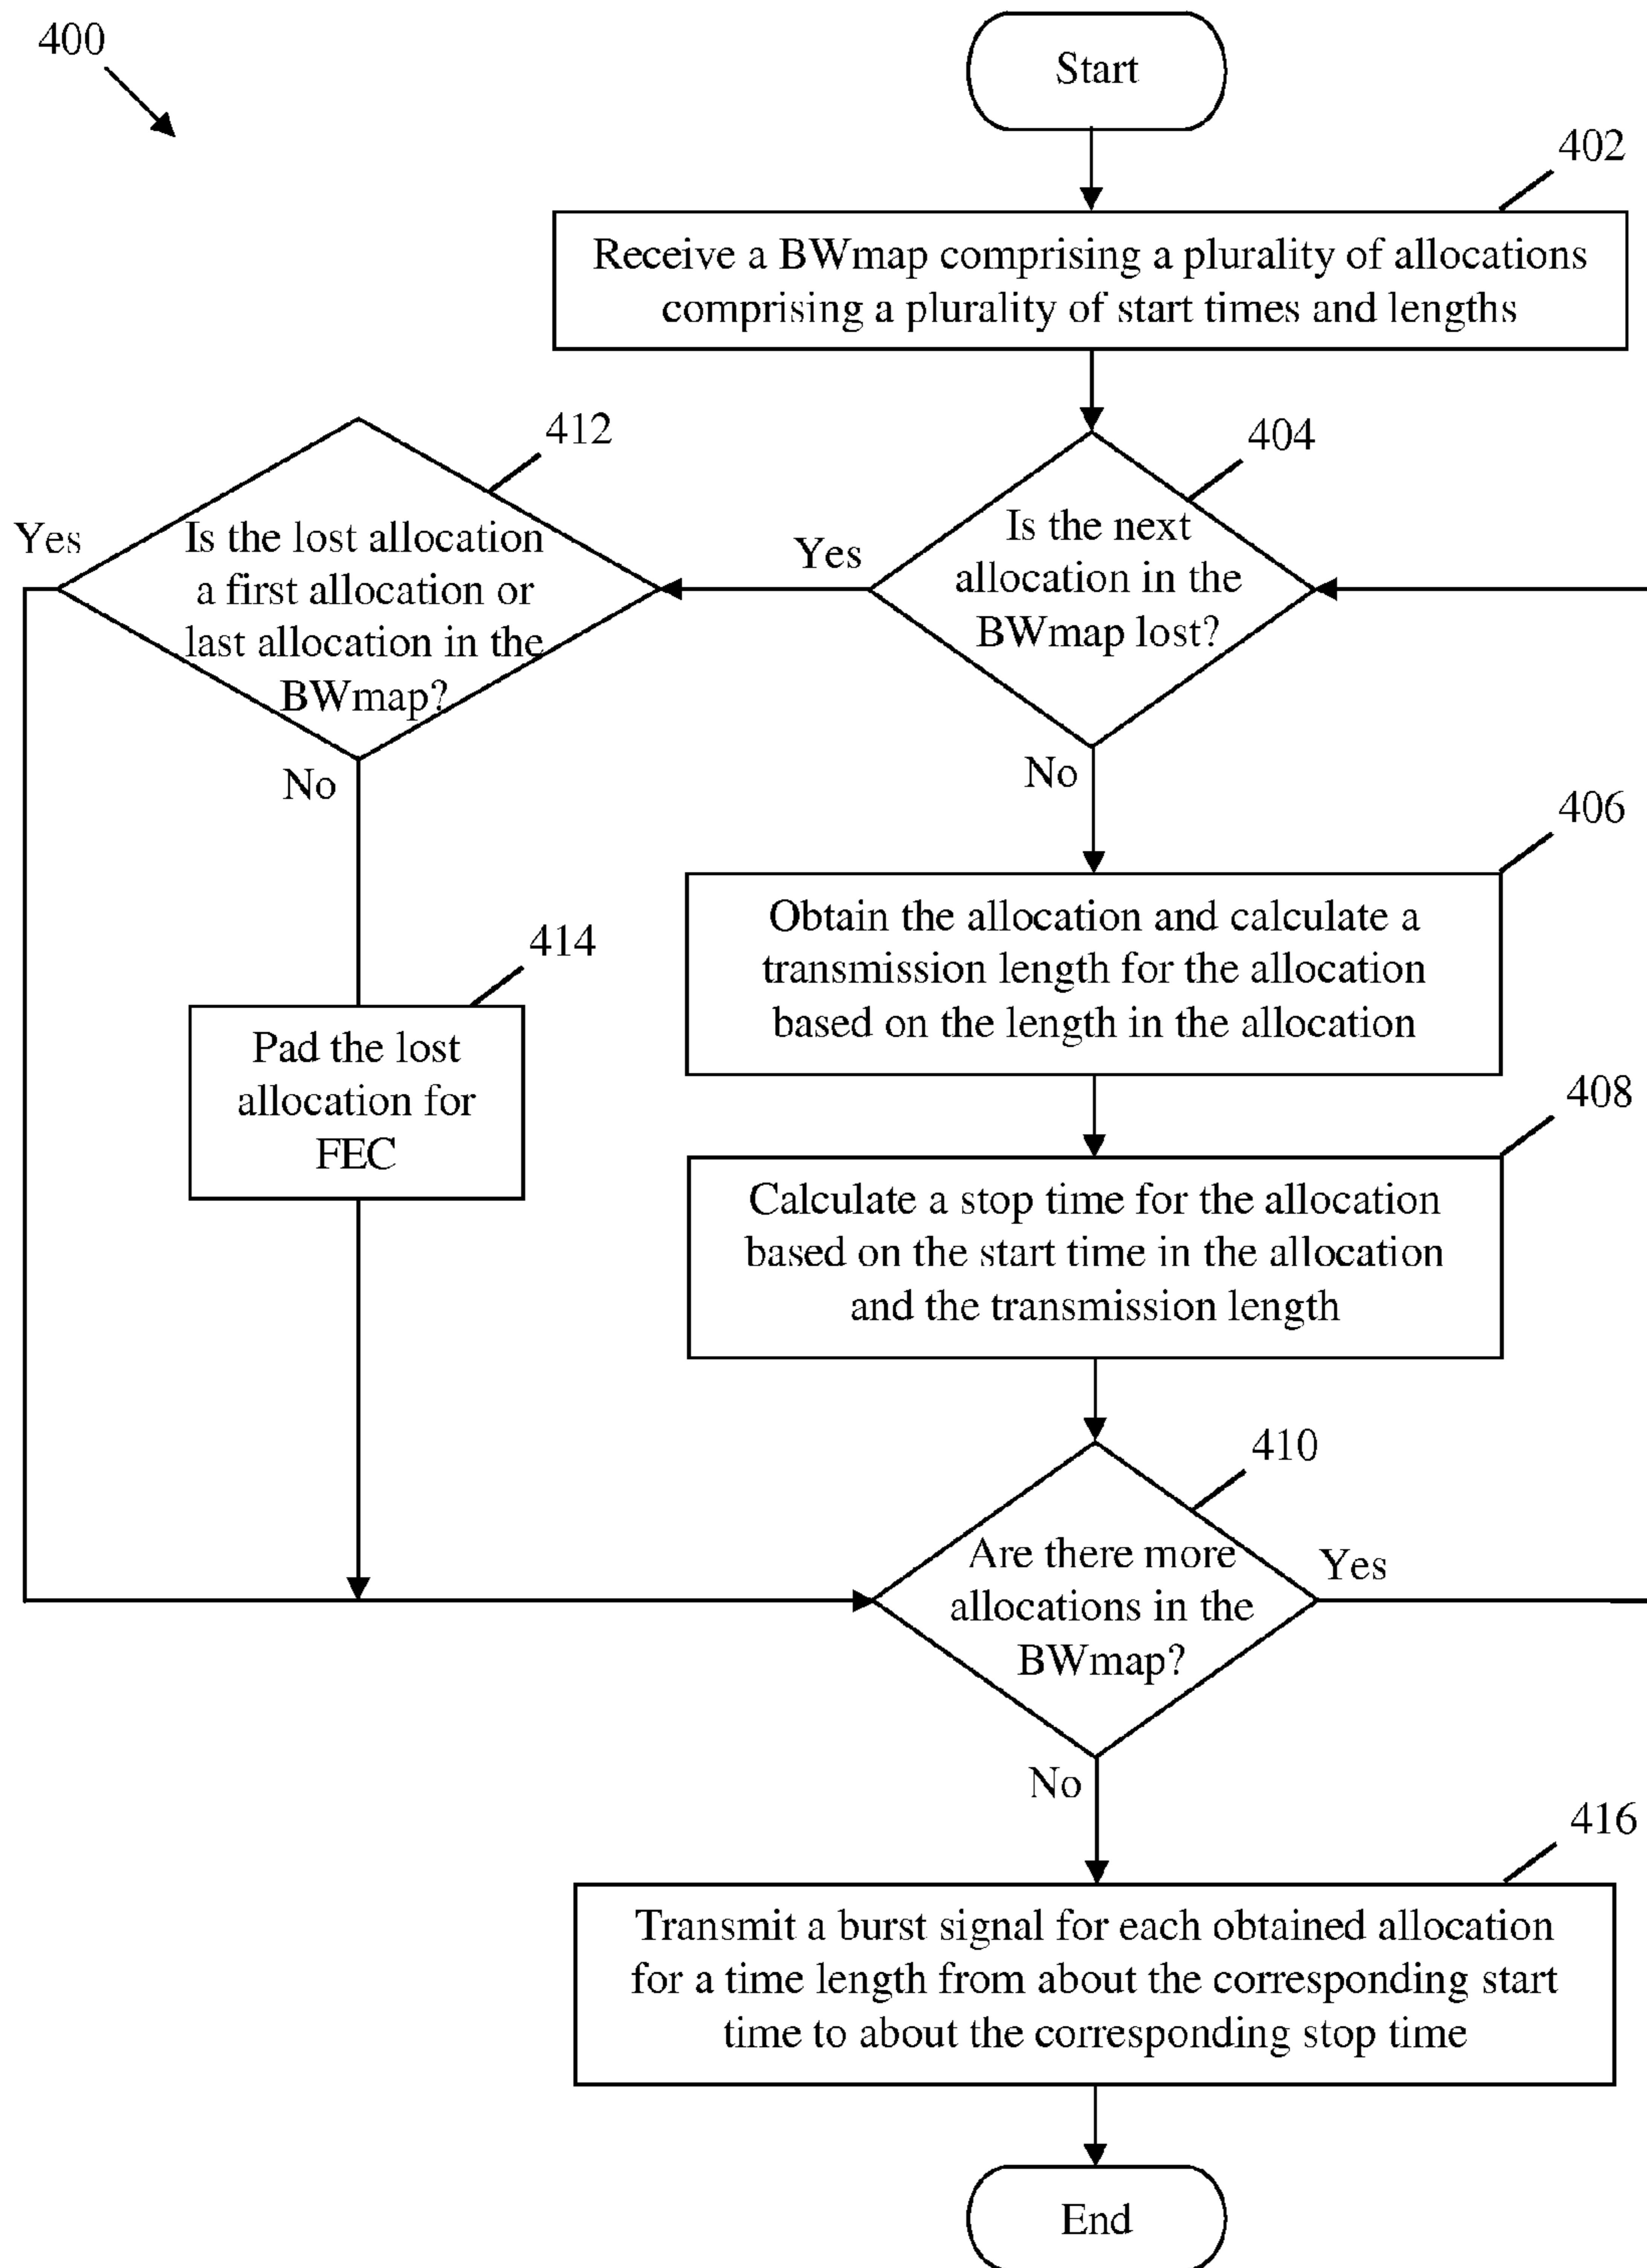 400
Start
402
Receive a BWmap comprising a plurality of allocations
comprising a plurality of start times and lengths
412
404
Yes
Is the lost allocation
a first allocation or
last allocation in the
BWmap?
Yes
Is the next
allocation in the
BWmap lost?
No
No
406
Obtain the allocation and calculate a
transmission length for the allocation
based on the length in the allocation
414
Pad the lost
allocation for
FEC
408
Calculate a stop time for the allocation
based on the start time in the allocation
and the transmission length
410
Are there more
allocations in the
BWmap?
Yes
No
416
Transmit a burst signal for each obtained allocation
for a time length from about the corresponding start
time to about the corresponding stop time
End